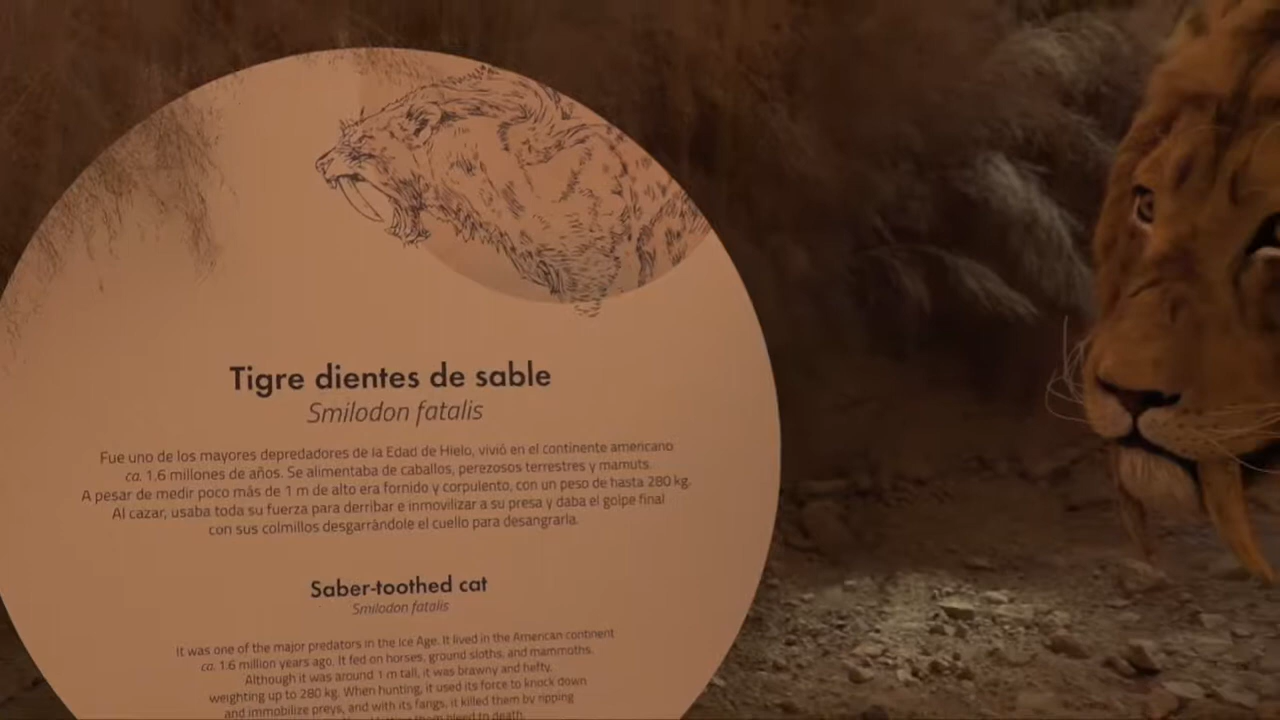 Tigre dientes de sable
Smilodon fatalis
Fue uno de los mayores depredadores de la Edad de Hielo, vivió en el continente americano
ca. 1.6 millones de años. Se alimentaba de caballos, perezosos terrestres y mamuts.
A pesar de medir poco más de 1 m de alto era fornido y corpulento, con un peso de hasta 280 kg.
Al cazar, usaba toda su fuerza para derribar e inmovilizar a su presa y daba el golpe final
con sus colmillos desgarrándole el cuello para desangrarla.
Saber-toothed cat
Smilodon fatalis
It was one of the major predators in the Ice Age. It lived in the American continent
ca. 1.6 million years ago. It fed on horses, ground sloths, and mammoths.
Although it was around 1 m tall, it was brawny and hefty,
weighting up to 280 kg. When hunting, it used its force to knock down
and immobilize preys, and with its fangs, it killed them by ripping
them bleed to death.